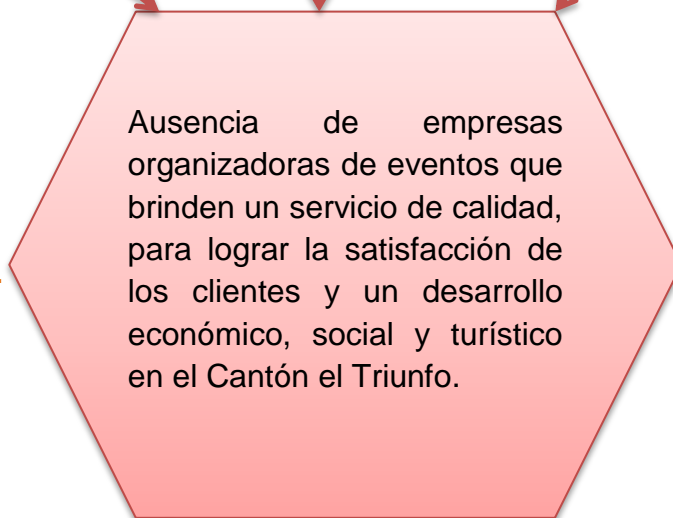 Ausencia de empresas
organizadoras de eventos que
brinden un servicio de calidad,
para lograr la satisfacción de
los clientes y un desarrollo
económico, social y turístico
en el Cantón el Triunfo.